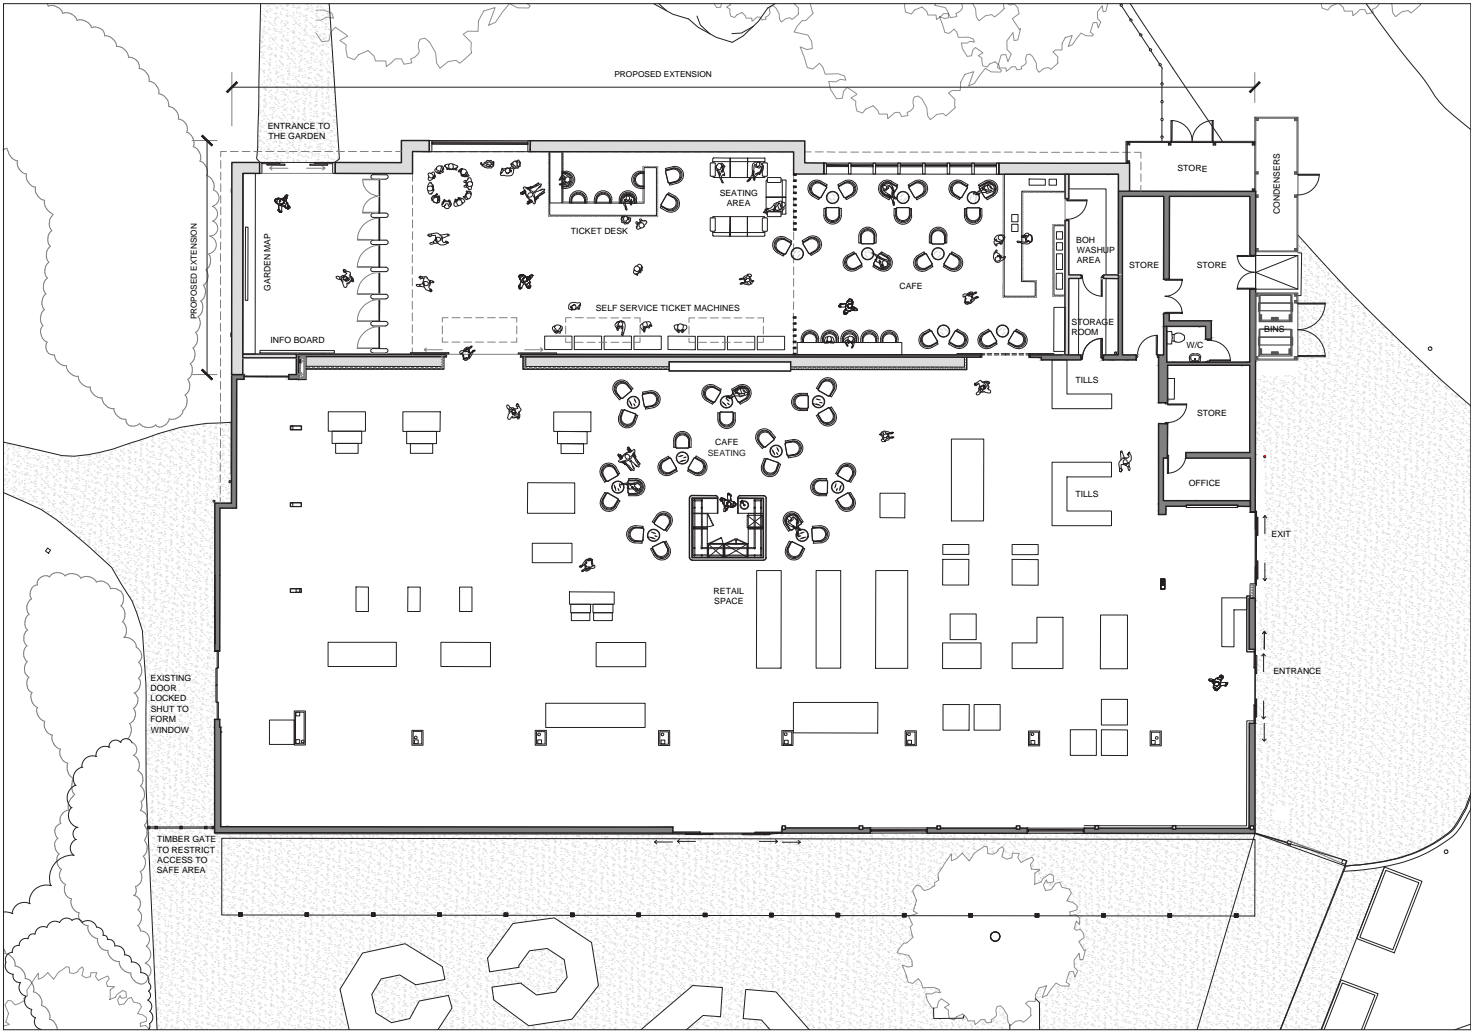 PROPOSED EXTENSION
ENTRANCE TO
THE GARDEN
STORE
CONDENSERS
PROPOSED EXTENSION
GARDEN MAP
SEATING
AREA
TICKET DESK
BOH
WASHUP
AREA
STORE
STORE
CAFE
SELF SERVICE TICKET MACHINES
STORAGE
ROOM
BINS
INFO BOARD
W/C
TILLS
STORE
CAFE
SEATING
OFFICE
TILLS
EXIT
RETAIL
SPACE
ENTRANCE
EXISTING
DOOR
LOCKED
SHUT TO
FORM
WINDOW
TIMBER GATE
TO RESTRICT
ACCESS TO
SAFE AREA